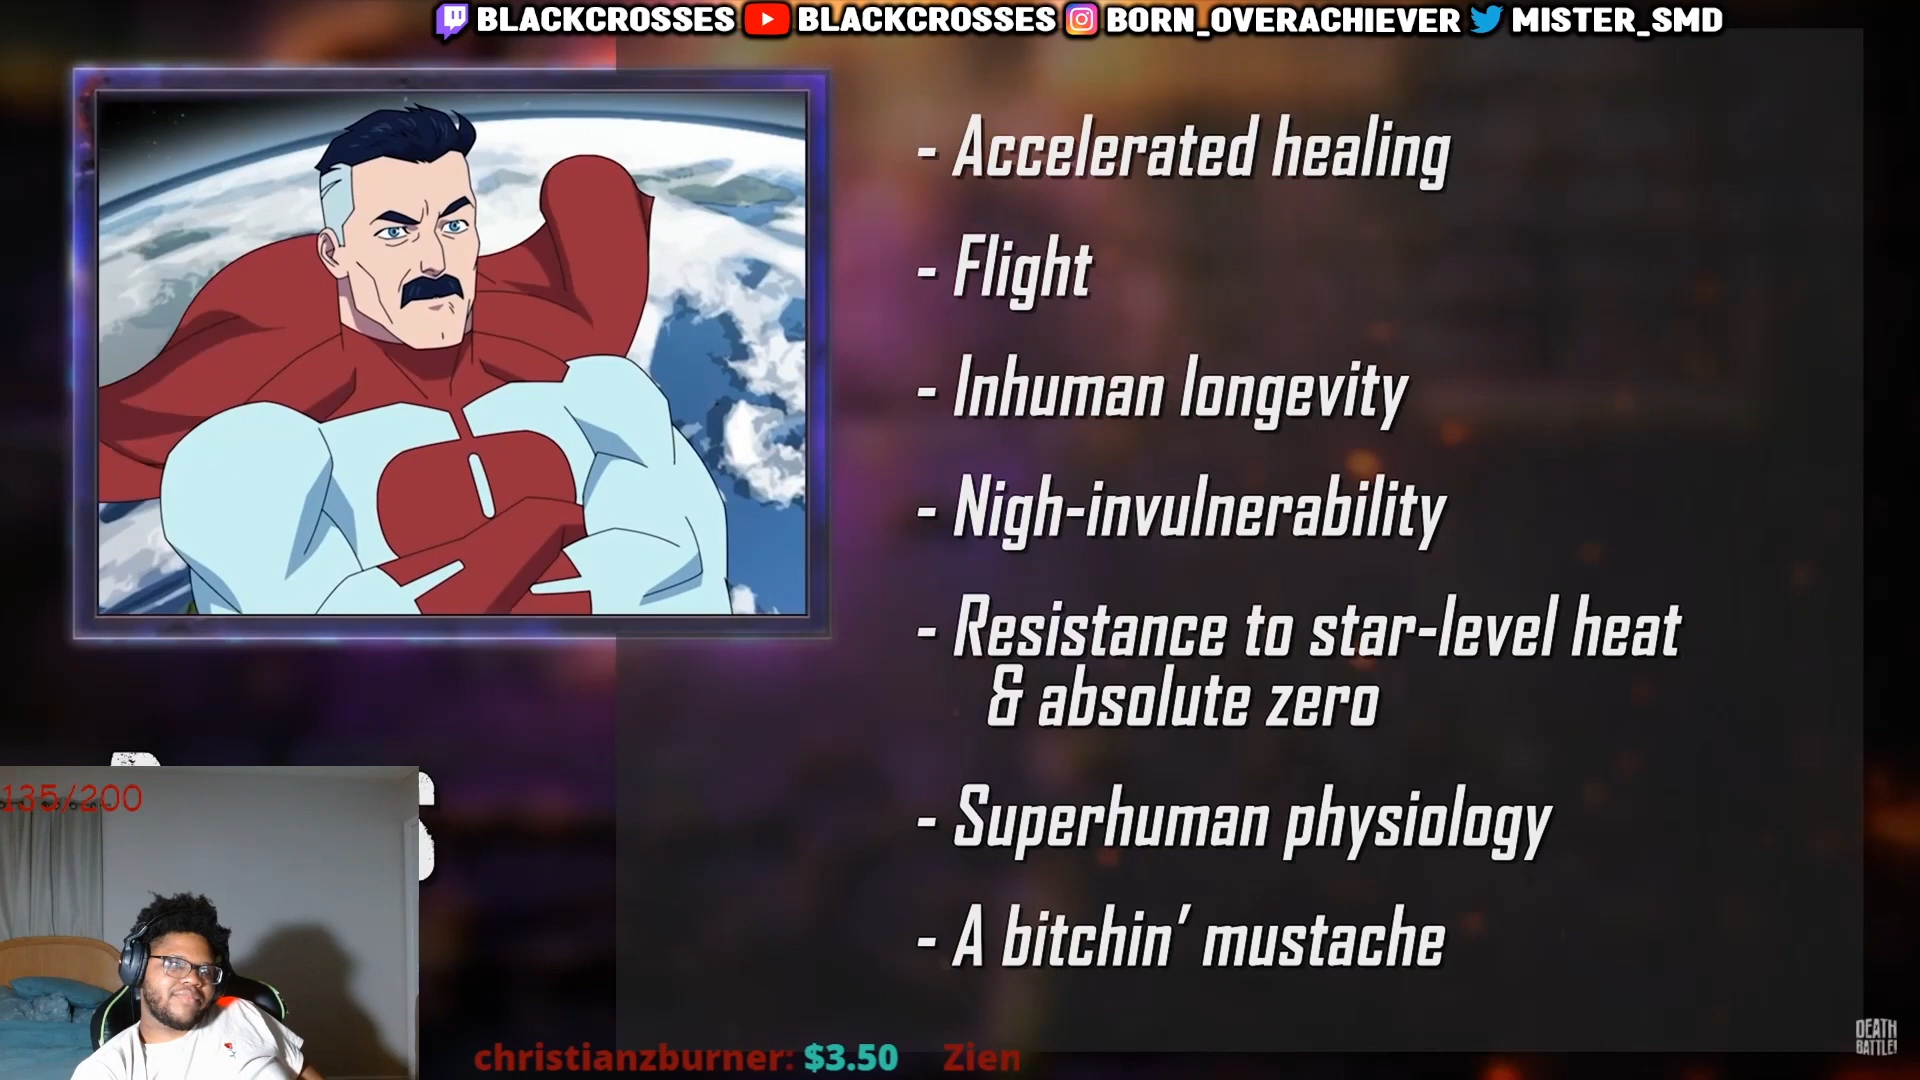 BLACKCROSSES BLACKCROSSES BORN_OVERACHIEVER MISTER_SMD
- Accelerated healing
- Flight
- Inhuman longevity
- Nigh-invulnerability
- Resistance to star-level heat
& absolute zero
- Superhuman physiology
- A bitchin' mustache
135/200
christianzburner: $3.50 Zien
DEATH
BATTLE!